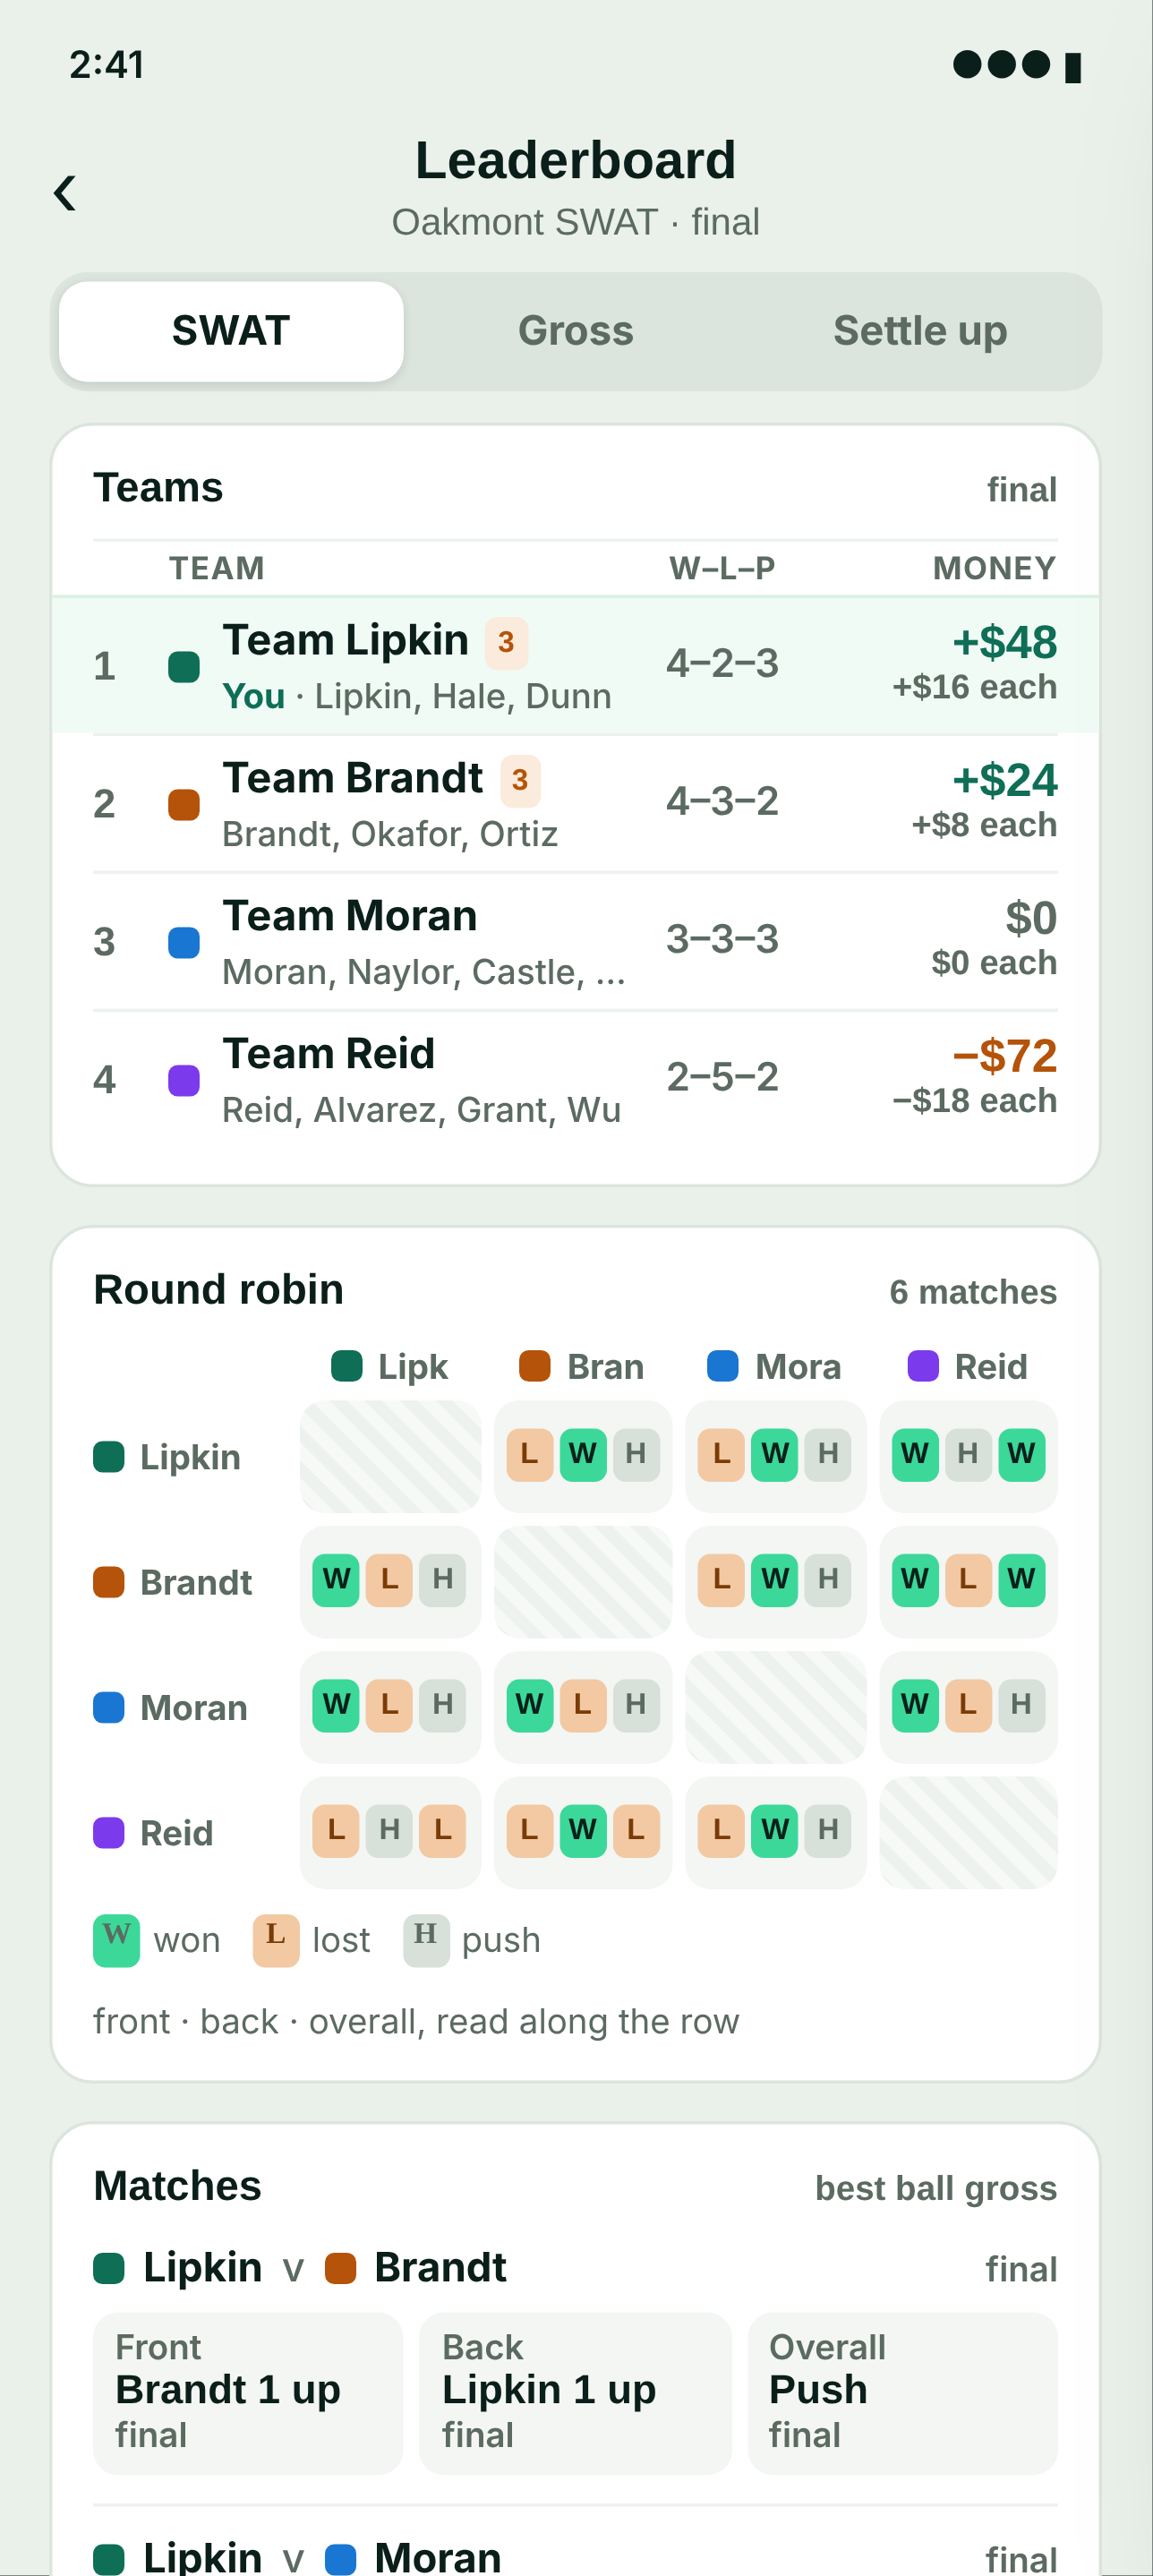 2:41
Leaderboard
Oakmont SWAT · final
SWAT Gross Settle up
Teams final
TEAM W–L–P MONEY
1 Team Lipkin 3 4–2–3 +$48
You · Lipkin, Hale, Dunn +$16 each
2 Team Brandt 3 4–3–2 +$24
Brandt, Okafor, Ortiz +$8 each
3 Team Moran 3–3–3 $0
Moran, Naylor, Castle, ... $0 each
4 Team Reid 2–5–2 −$72
Reid, Alvarez, Grant, Wu −$18 each
Round robin 6 matches
Lipk Bran Mora Reid
Lipkin L W H L W H W H W
Brandt W L H L W H W L W
Moran W L H W L H W L H
Reid L H L L W L L W H
W won L lost H push
front · back · overall, read along the row
Matches best ball gross
Lipkin v Brandt final
Front Back Overall
Brandt 1 up Lipkin 1 up Push
final final final
Lipkin v Moran final